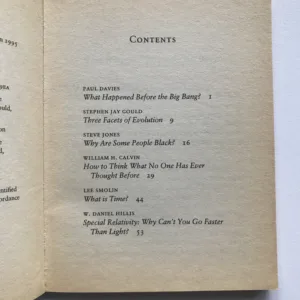 N 1995
CONTENTS
PAUL DAVIES
What Happened Before the Big Bang? 1
STEPHEN JAY GOULD
Three Facets of Evolution 9
STEVE JONES
Why Are Some People Black? 16
WILLIAM H. CALVIN
How to Think What No One Has Ever
Thought Before 29
LEE SMOLIN
What is Time? 44
W. DANIEL HILLIS
Special Relativity: Why Can't You Go Faster
Than Light? 53